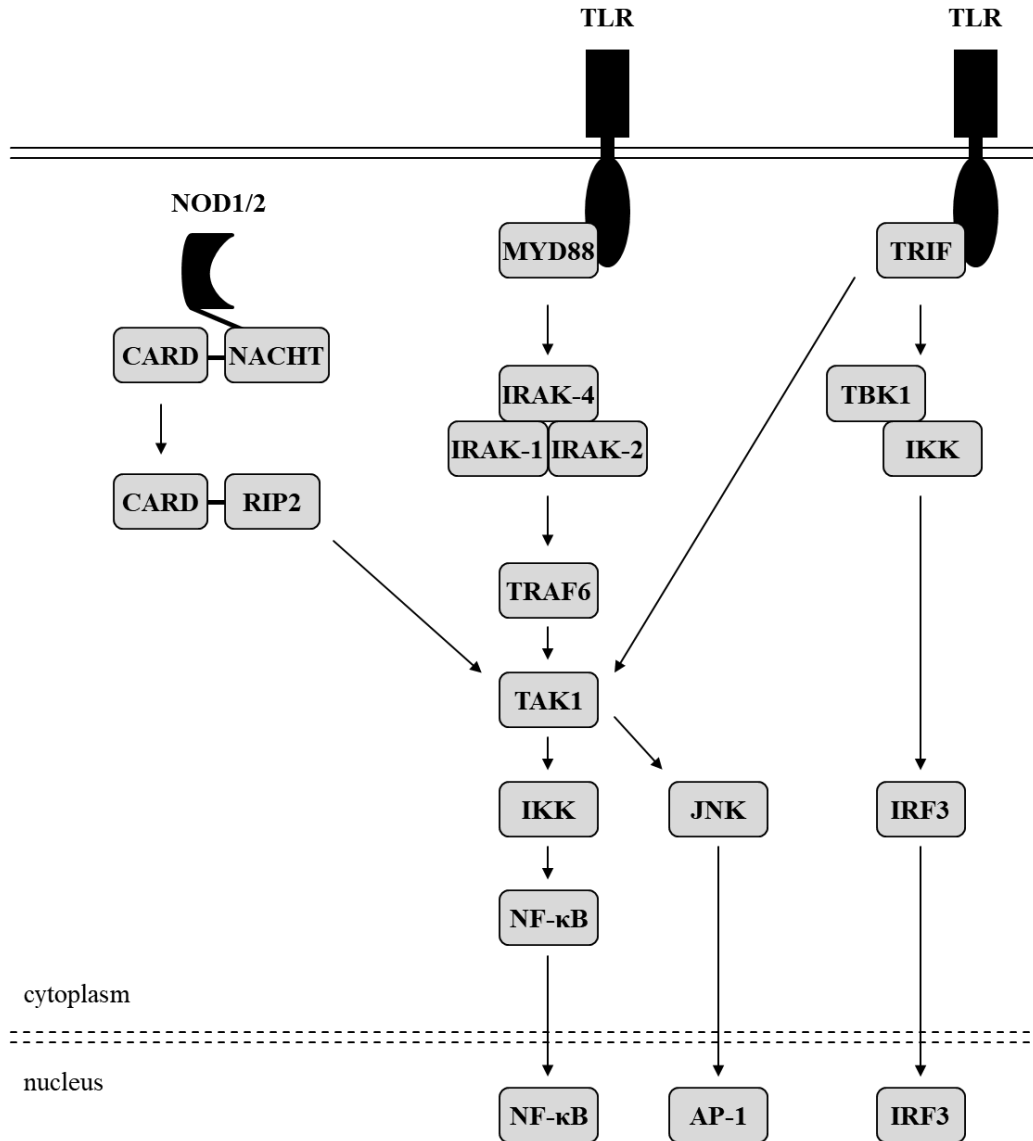 TLR
TLR
NOD1/2
MYD88
TRIF
CARD
NACHT
IRAK-4
TBK1
IRAK-1
IRAK-2
IKK
CARD
RIP2
TRAF6
TAK1
IKK
JNK
IRF3
NF-κB
cytoplasm
nucleus
NF-κB
AP-1
IRF3